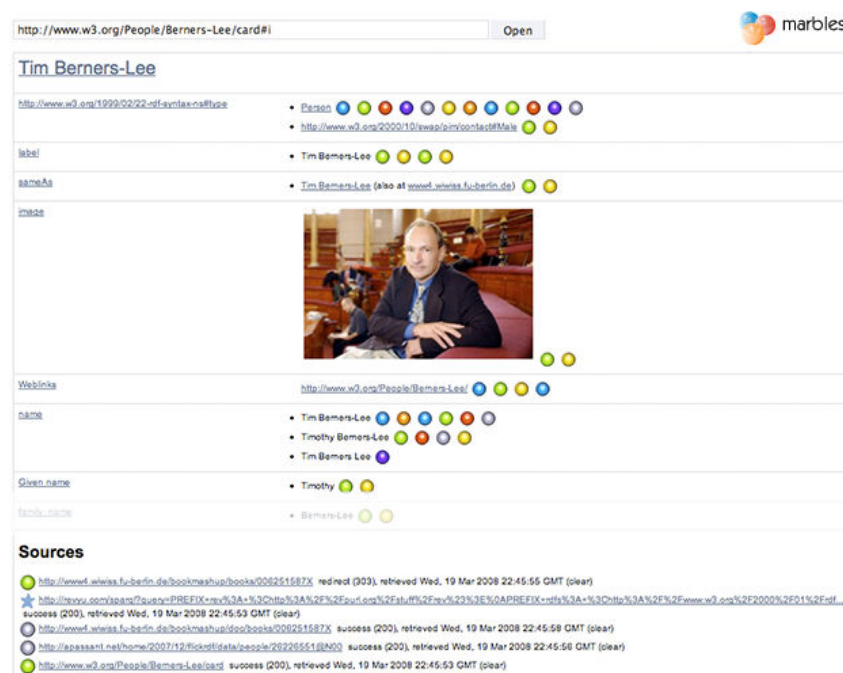 http://www.w3.org/People/Berners-Lee/card#i Open marbles
Tim Berners-Lee
http://www.w3.org/1999/02/22-rdf-syntax-ns#type
Person
http://www.w3.org/2000/10/swap/pim/contact#Male
label Tim Berners-Lee
sameAs Tim Berners-Lee (also at www4.wiwiss.fu-berlin.de)
image
Weblinks http://www.w3.org/People/Berners-Lee/
name Tim Berners-Lee
Timothy Berners-Lee
Tim Berners Lee
Given name Timothy
family_name Berners-Lee
Sources
http://www4.wiwiss.fu-berlin.de/bookmashup/books/006251587X redirect (303), retrieved Wed, 19 Mar 2008 22:45:55 GMT (clear)
http://revyu.com/sparql?query=PREFIX+rev%3A+%3Chttp%3A%2F%2Fpurl.org%2Fstuff%2Frev%23%3E%0APREFIX+rdfs%3A+%3Chttp%3A%2F%2Fwww.w3.org%2F2000%2F01%2Frdf...
success (200), retrieved Wed, 19 Mar 2008 22:45:53 GMT (clear)
http://www4.wiwiss.fu-berlin.de/bookmashup/doc/books/006251587X success (200), retrieved Wed, 19 Mar 2008 22:45:58 GMT (clear)
http://apassant.net/home/2007/12/flickrdf/data/people/26226551@N00 success (200), retrieved Wed, 19 Mar 2008 22:45:56 GMT (clear)
http://www.w3.org/People/Berners-Lee/card success (200), retrieved Wed, 19 Mar 2008 22:45:53 GMT (clear)